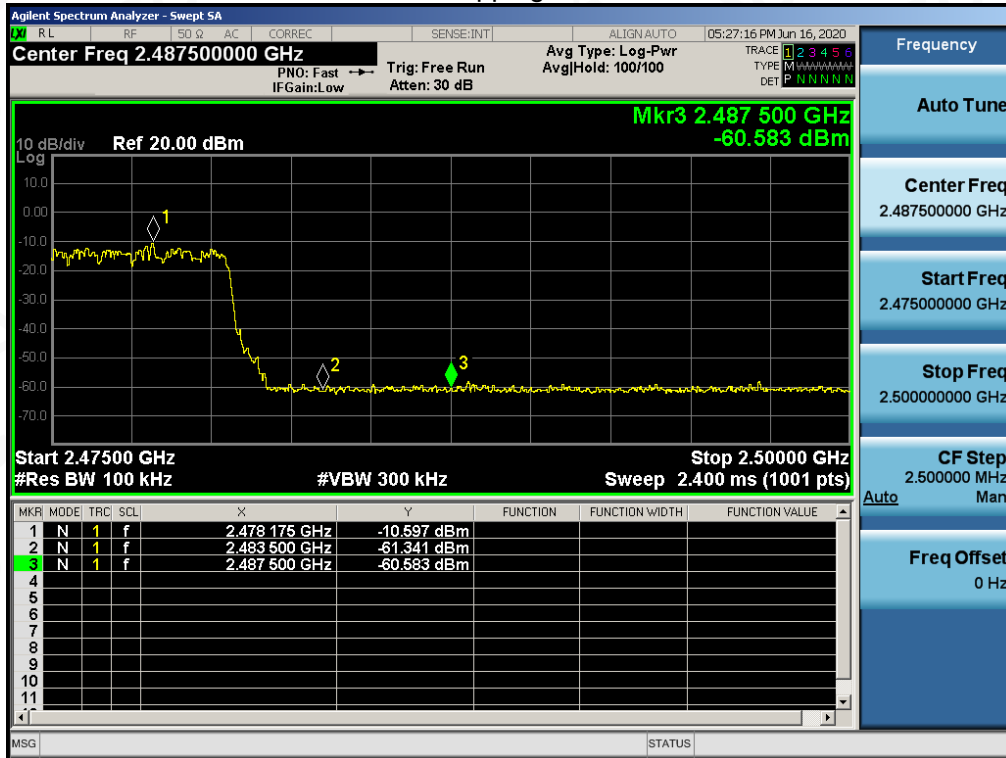 Agilent Spectrum Analyzer - Swept SA
LXI RL RF 50 Ω AC CORREC SENSE:INT ALIGN AUTO 05:27:16 PM Jun 16, 2020
Center Freq 2.487500000 GHz
PNO: Fast
IFGain:Low
Trig: Free Run
Atten: 30 dB
Avg Type: Log-Pwr
Avg|Hold: 100/100
TRACE 1 2 3 4 5 6
TYPE M WWWWW
DET P N N N N N
Mkr3 2.487 500 GHz
-60.583 dBm
10 dB/div Ref 20.00 dBm
Log
10.0
0.00
-10.0
-20.0
-30.0
-40.0
-50.0
-60.0
-70.0
1
2
3
Start 2.47500 GHz Stop 2.50000 GHz
#Res BW 100 kHz #VBW 300 kHz Sweep 2.400 ms (1001 pts)
MKR MODE TRC SCL X Y FUNCTION FUNCTION WIDTH FUNCTION VALUE
1 N 1 f 2.478 175 GHz -10.597 dBm
2 N 1 f 2.483 500 GHz -61.341 dBm
3 N 1 f 2.487 500 GHz -60.583 dBm
4
5
6
7
8
9
10
11
MSG STATUS
Frequency
Auto Tune
Center Freq
2.487500000 GHz
Start Freq
2.475000000 GHz
Stop Freq
2.500000000 GHz
CF Step
2.500000 MHz
Auto Man
Freq Offset
0 Hz